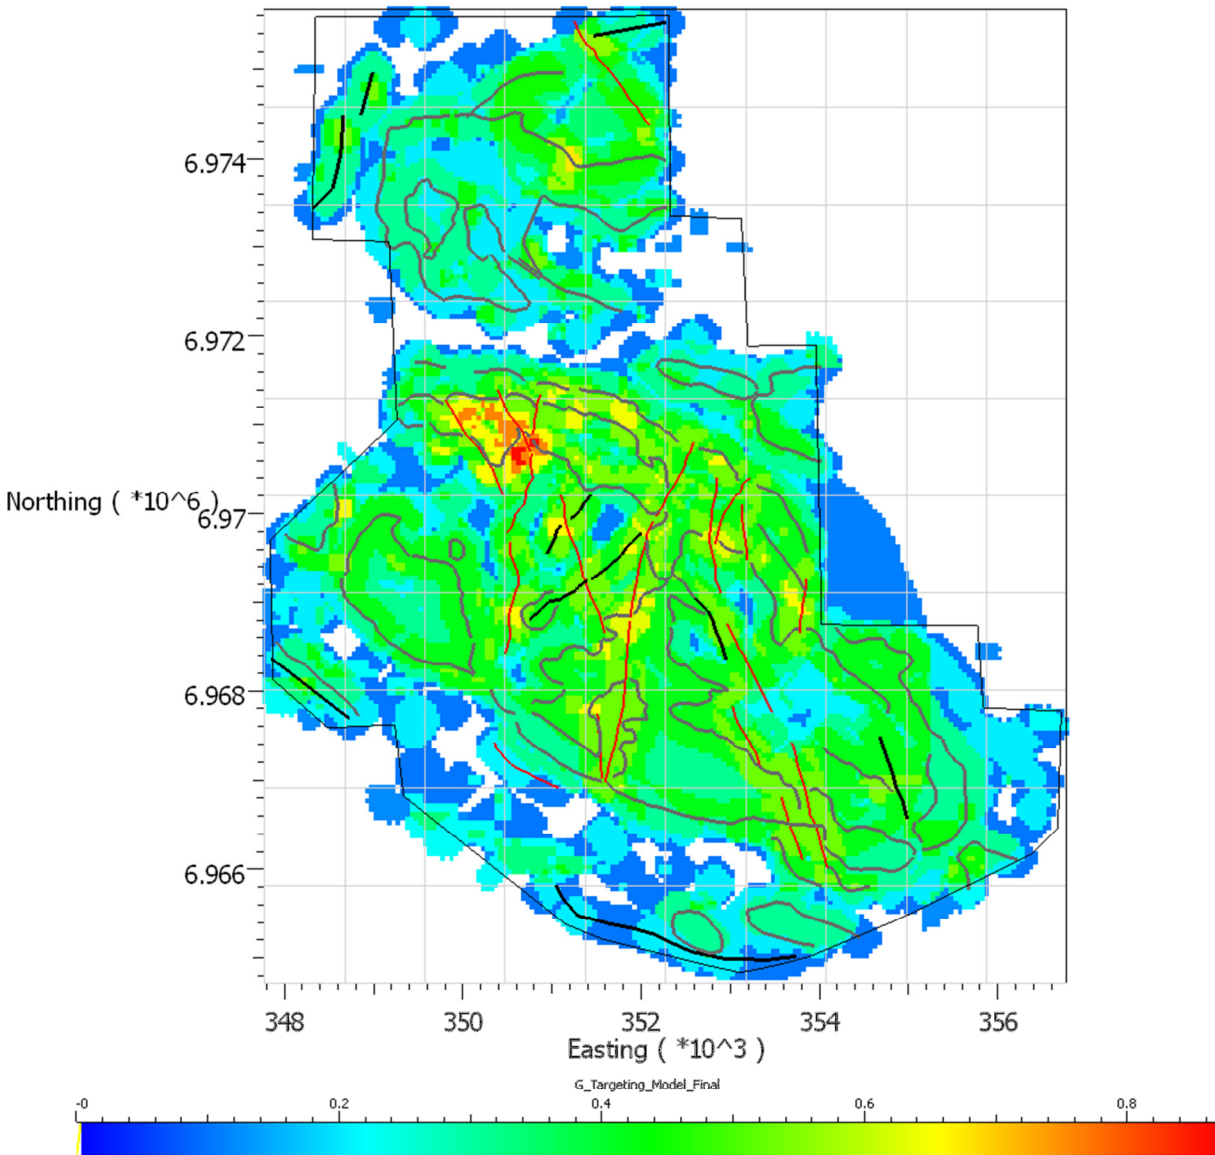 6.974
6.972
Northing ( *10^6 )
6.97
6.968
6.966
348 350 352 354 356
Easting ( *10^3 )
G_Targeting_Model_Final
-0 0.2 0.4 0.6 0.8